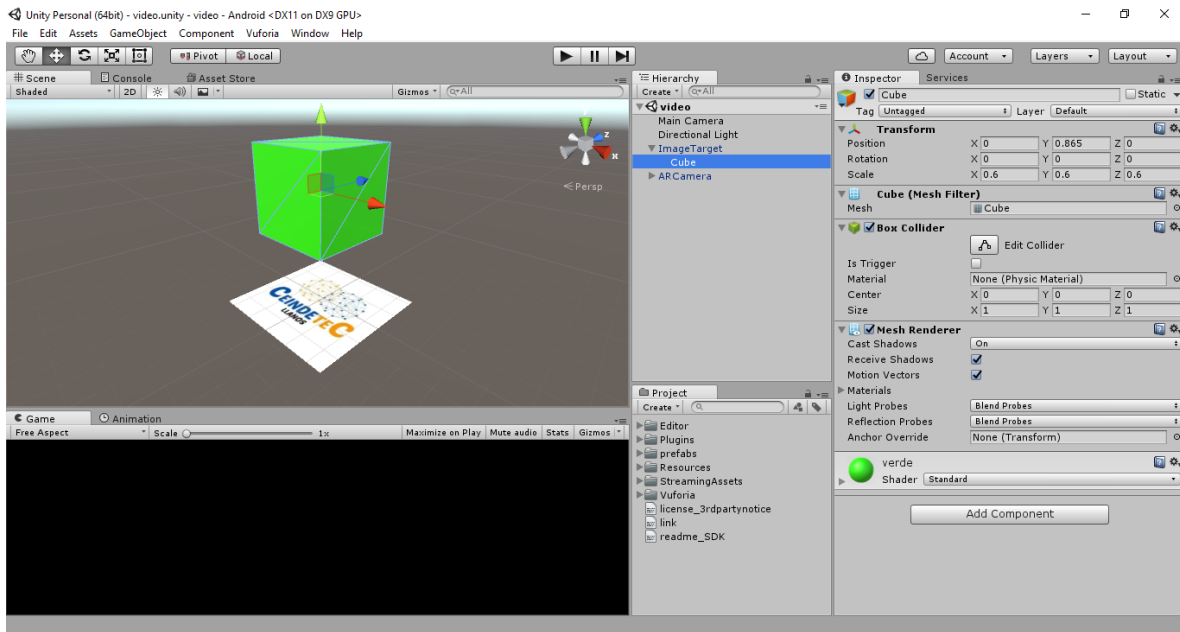 Unity Personal (64bit) - video.unity - video - Android <DX11 on DX9 GPU>
File Edit Assets GameObject Component Vuforia Window Help
Pivot Local
Account Layers Layout
Scene Console Asset Store
Shaded 2D Gizmos All
y z x
Persp
CEINDETEC
LLANOS
Game Animation
Free Aspect Scale 1x Maximize on Play Mute audio Stats Gizmos
Hierarchy
Create All
video
Main Camera
Directional Light
ImageTarget
Cube
ARCamera
Project
Create
Editor
Plugins
prefabs
Resources
StreamingAssets
Vuforia
license_3rdpartynotice
link
readme_SDK
Inspector Services
Cube Static
Tag Untagged Layer Default
Transform
Position X 0 Y 0.865 Z 0
Rotation X 0 Y 0 Z 0
Scale X 0.6 Y 0.6 Z 0.6
Cube (Mesh Filter)
Mesh Cube
Box Collider
Edit Collider
Is Trigger
Material None (Physic Material)
Center X 0 Y 0 Z 0
Size X 1 Y 1 Z 1
Mesh Renderer
Cast Shadows On
Receive Shadows
Motion Vectors
Materials
Light Probes Blend Probes
Reflection Probes Blend Probes
Anchor Override None (Transform)
verde
Shader Standard
Add Component